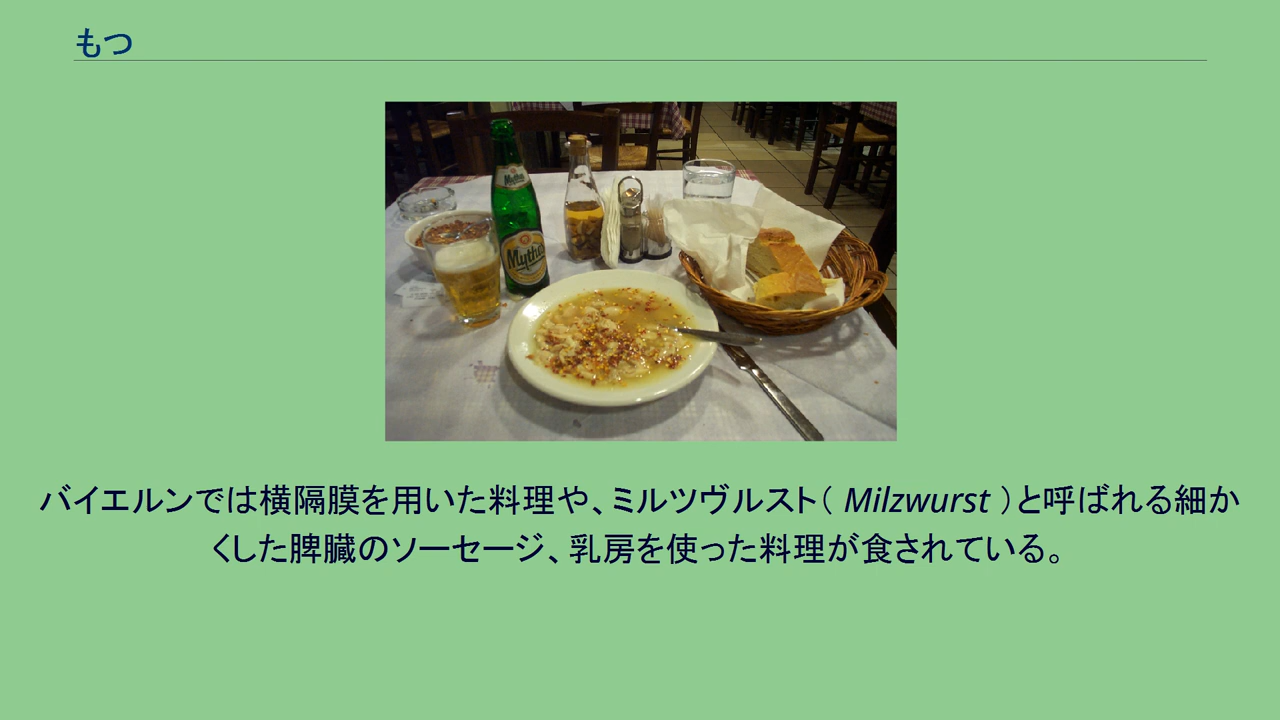 もつ
Mythos
バイエルンでは横隔膜を用いた料理や、ミルツヴルスト( Milzwurst )と呼ばれる細か
くした脾臓のソーセージ、乳房を使った料理が食されている。